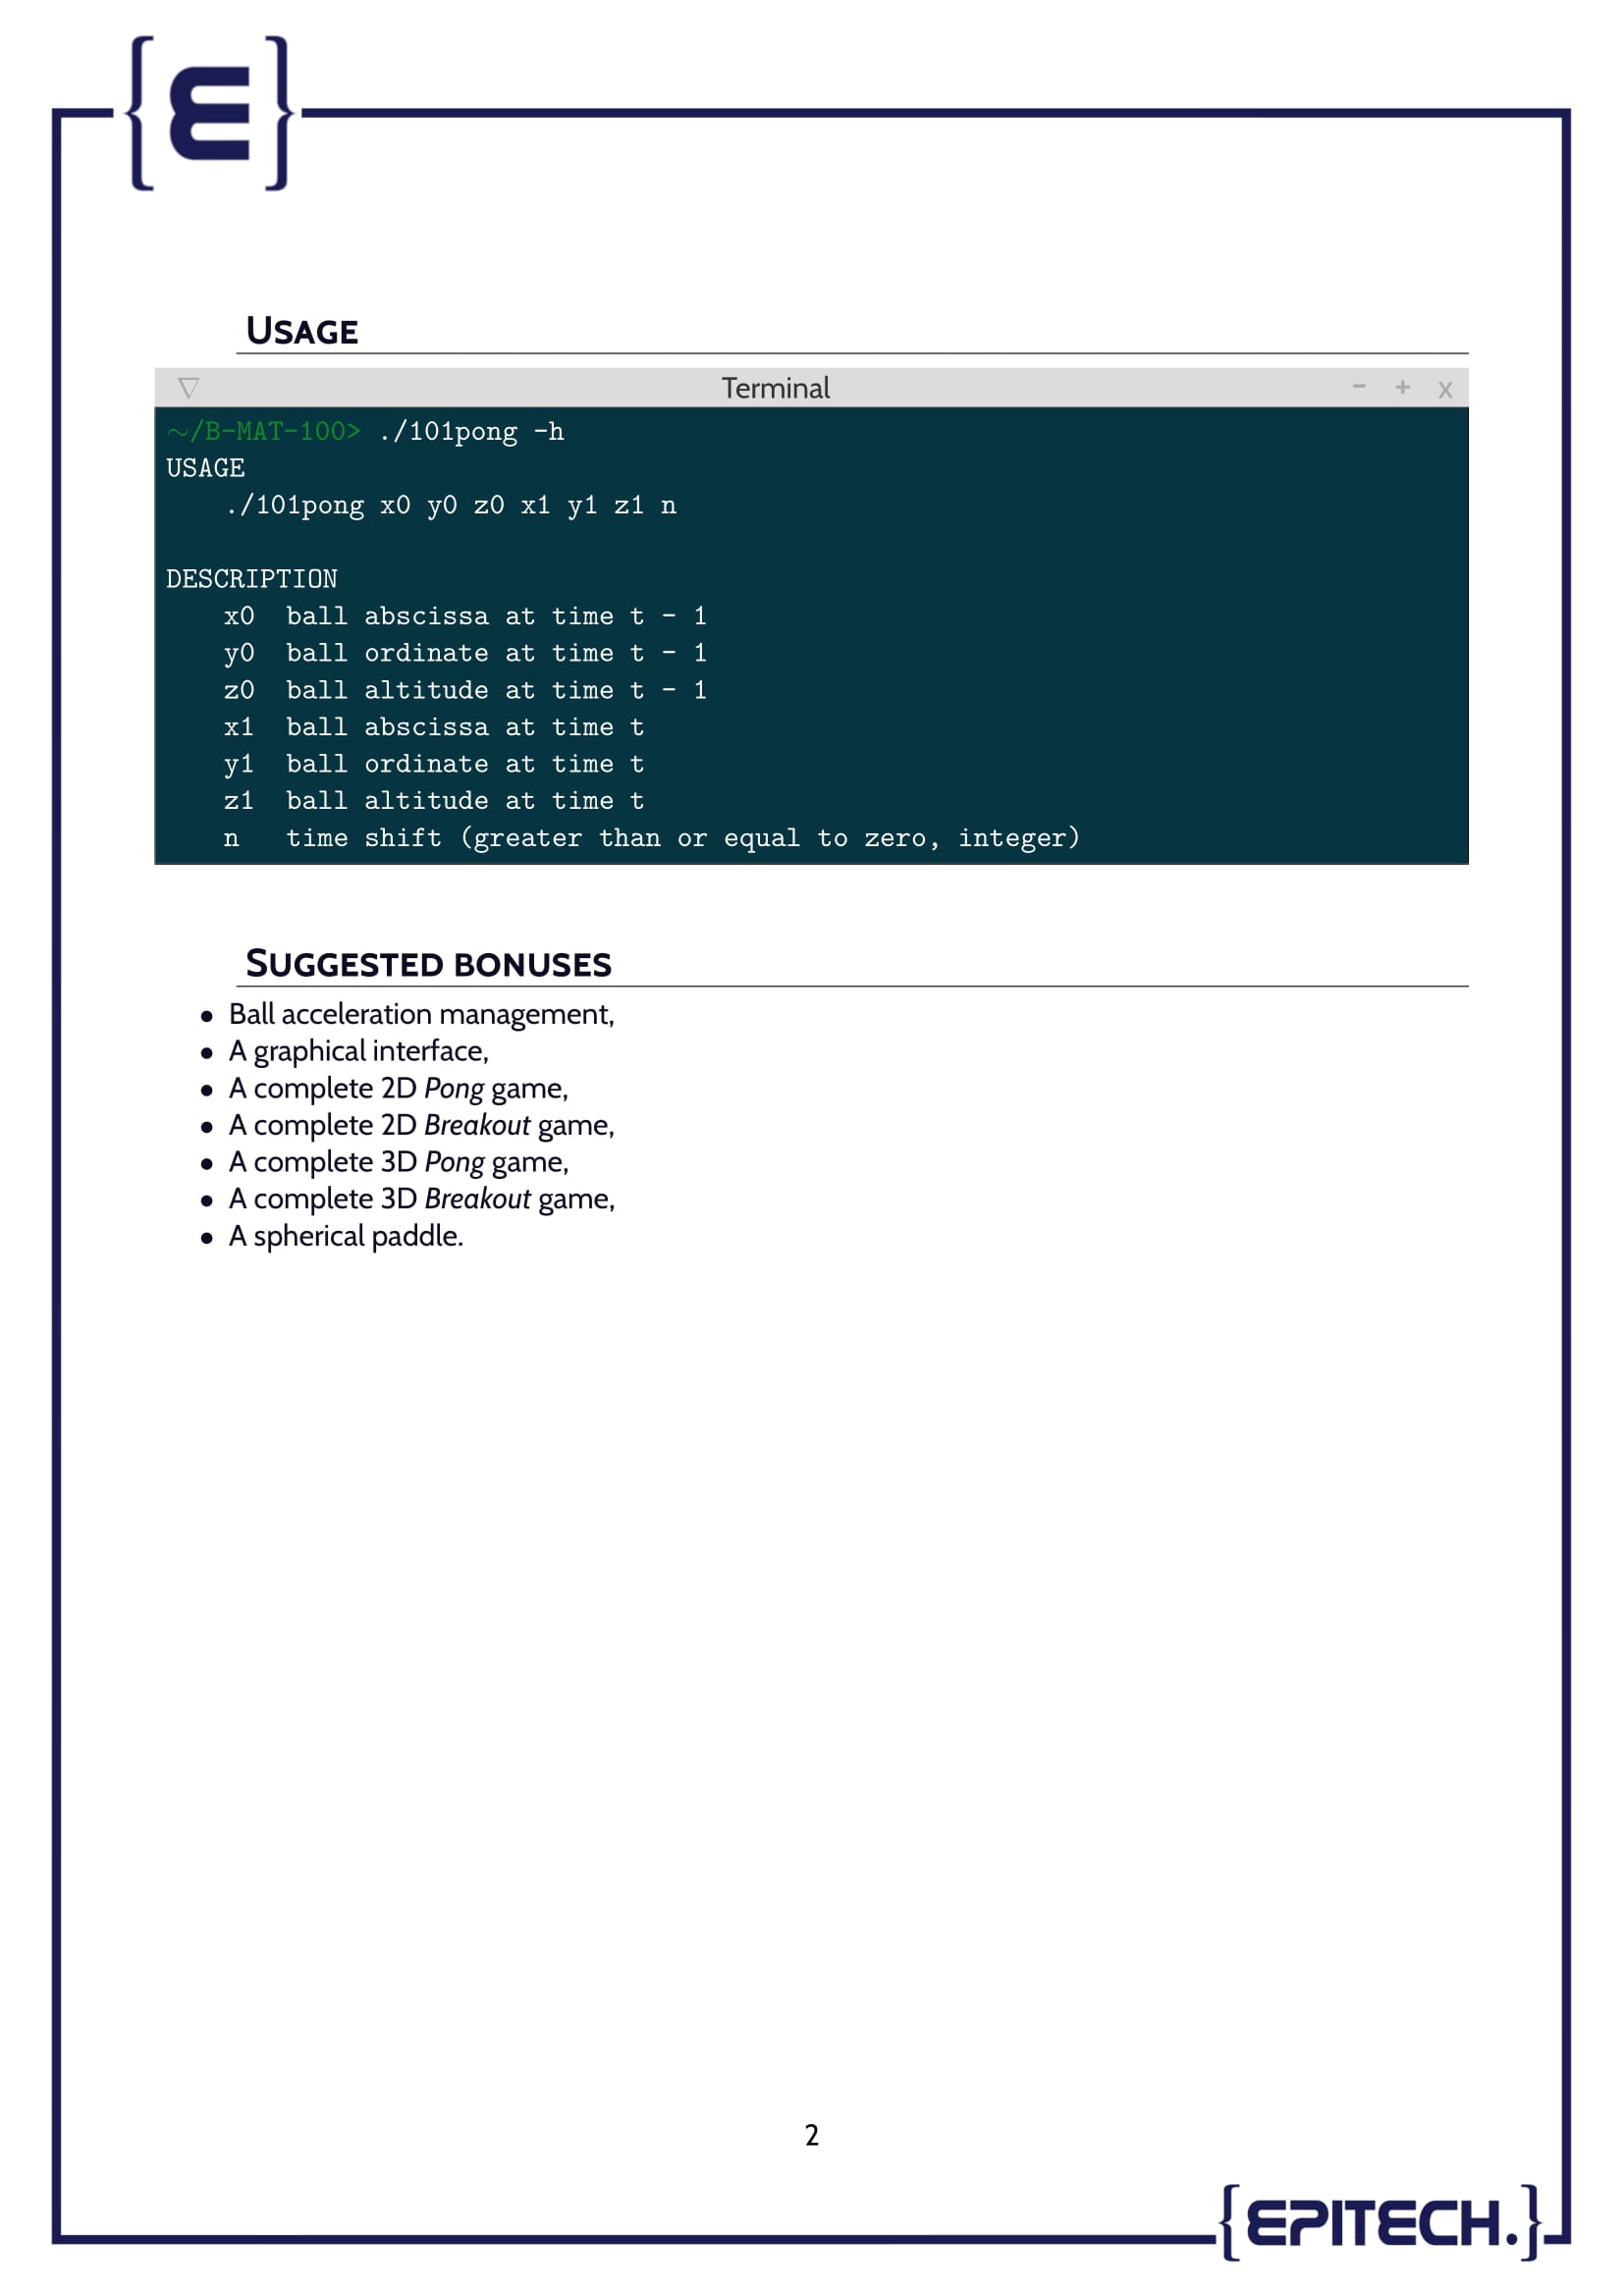 {E}
USAGE
▽ Terminal - + x
~/B-MAT-100> ./101pong -h
USAGE
./101pong x0 y0 z0 x1 y1 z1 n
DESCRIPTION
x0 ball abscissa at time t - 1
y0 ball ordinate at time t - 1
z0 ball altitude at time t - 1
x1 ball abscissa at time t
y1 ball ordinate at time t
z1 ball altitude at time t
n time shift (greater than or equal to zero, integer)
SUGGESTED BONUSES
• Ball acceleration management,
• A graphical interface,
• A complete 2D Pong game,
• A complete 2D Breakout game,
• A complete 3D Pong game,
• A complete 3D Breakout game,
• A spherical paddle.
2
{EPITECH.}